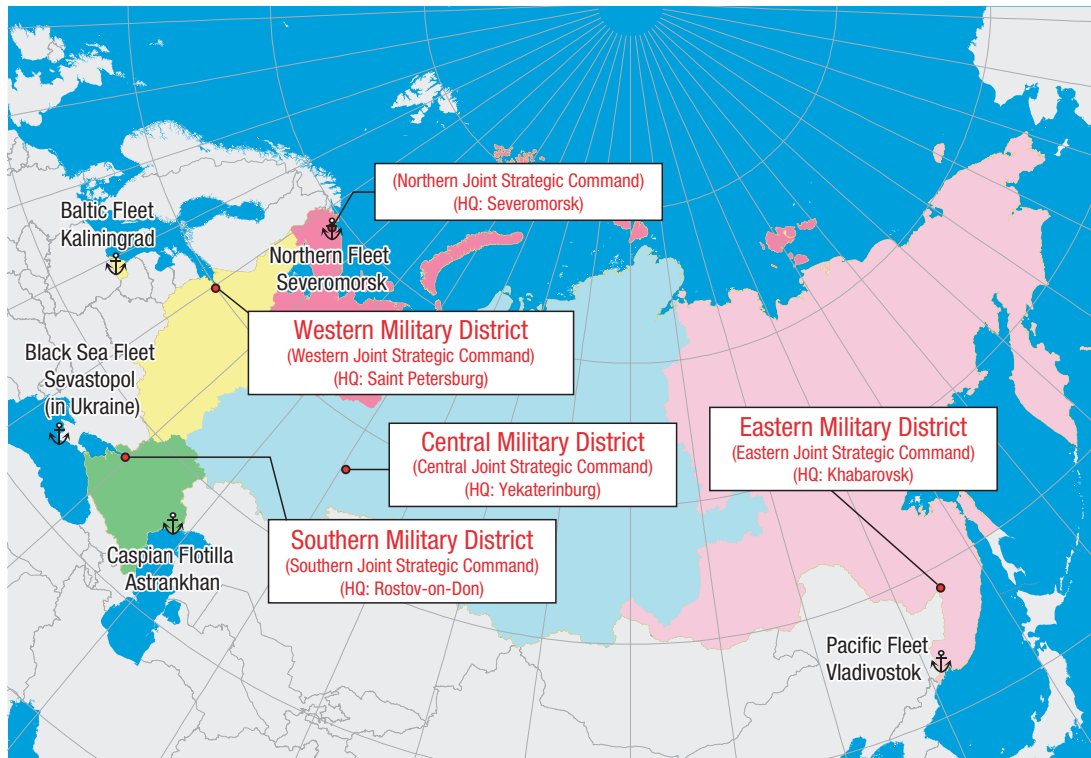 (Northern Joint Strategic Command)
(HQ: Severomorsk)
Baltic Fleet
Kaliningrad
Northern Fleet
Severomorsk
Western Military District
(Western Joint Strategic Command)
(HQ: Saint Petersburg)
Black Sea Fleet
Sevastopol
(in Ukraine)
Central Military District
(Central Joint Strategic Command)
(HQ: Yekaterinburg)
Eastern Military District
(Eastern Joint Strategic Command)
(HQ: Khabarovsk)
Southern Military District
(Southern Joint Strategic Command)
(HQ: Rostov-on-Don)
Caspian Flotilla
Astrankhan
Pacific Fleet
Vladivostok